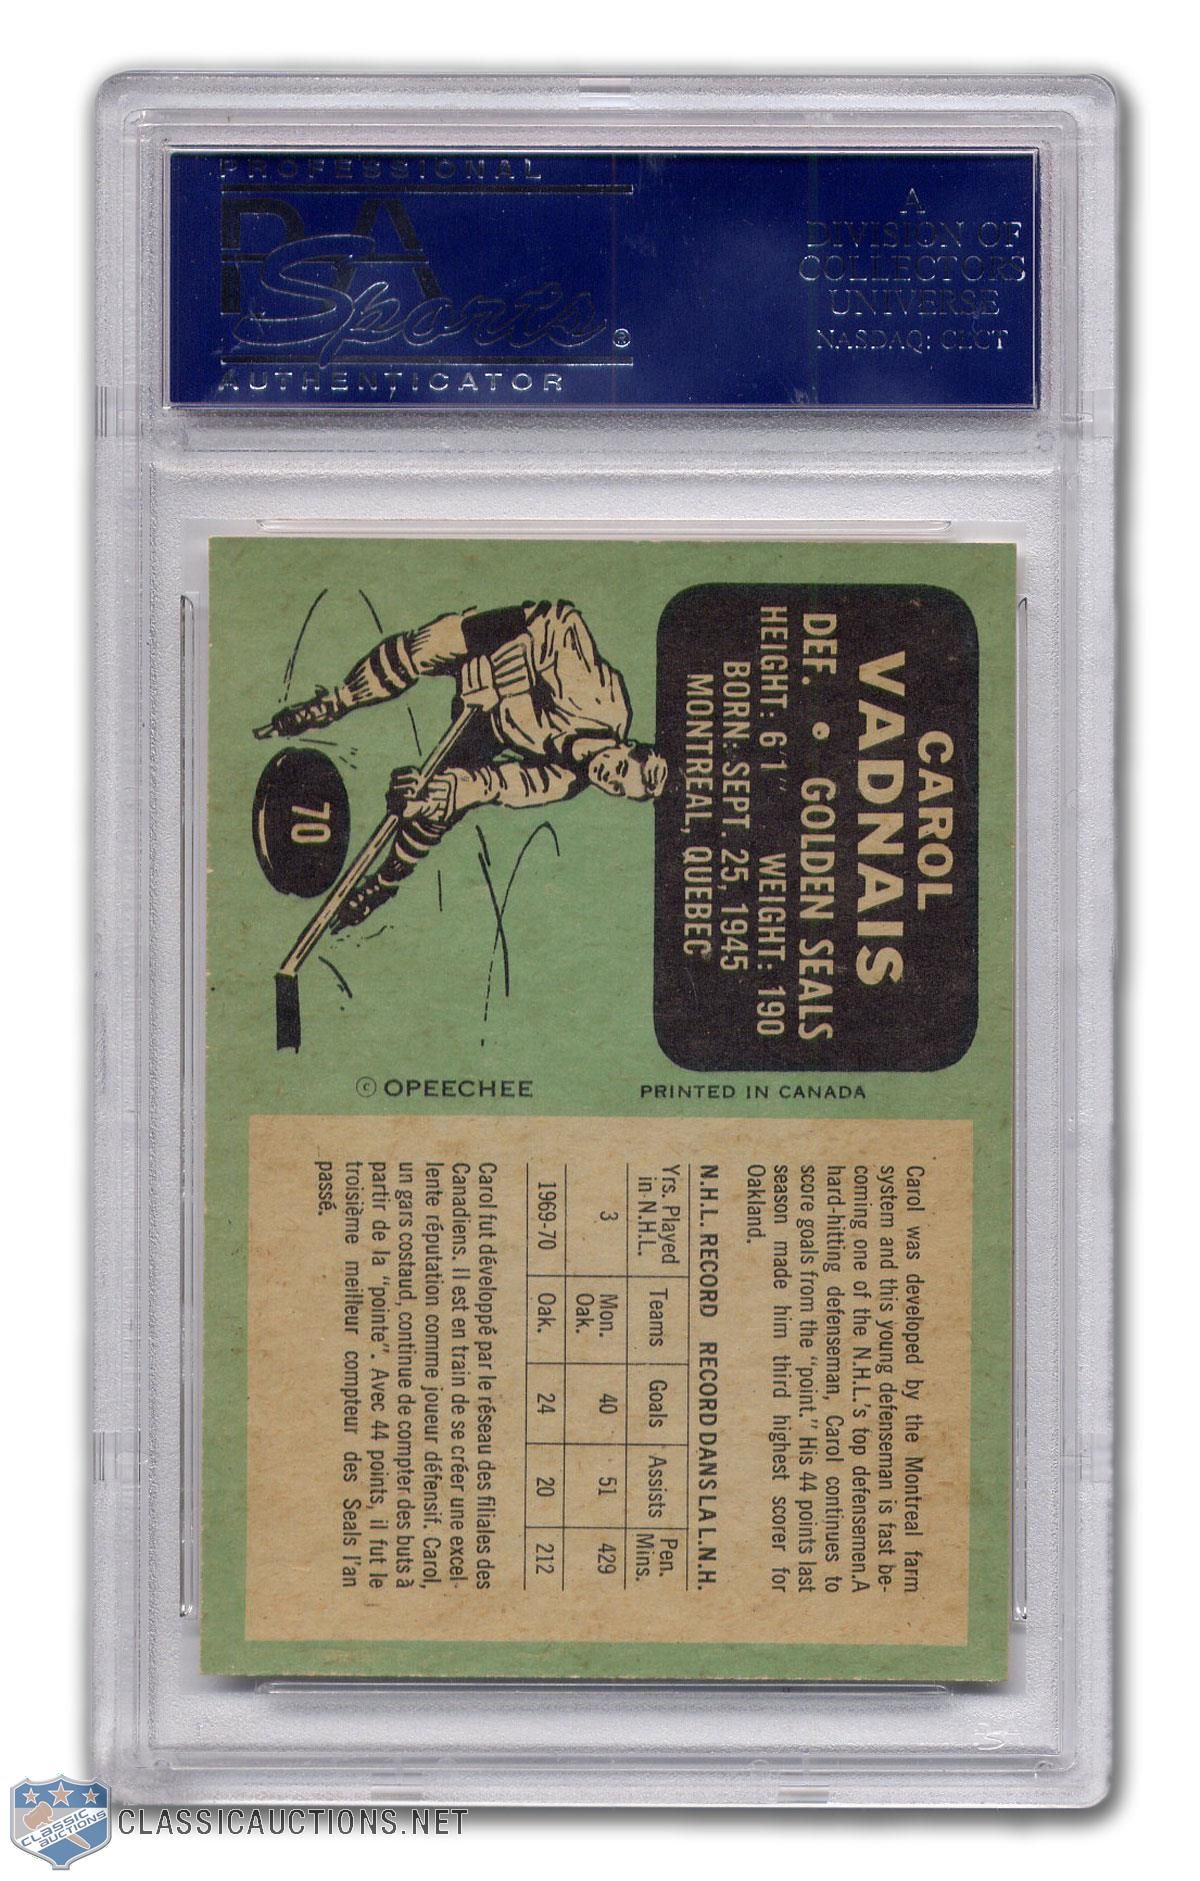 PROFESSIONAL
PSA
Sports®
AUTHENTICATOR
A
DIVISION OF
COLLECTORS
UNIVERSE
NASDAQ: CLCT
CAROL
VADNAIS
DEF. • GOLDEN SEALS
HEIGHT: 6'1" WEIGHT: 190
BORN: SEPT. 25, 1945
MONTREAL, QUEBEC
70
© OPEECHEE
PRINTED IN CANADA
Carol was developed by the Montreal farm
system and this young defenseman is fast be-
coming one of the N.H.L.'s top defensemen. A
hard-hitting defenseman, Carol continues to
score goals from the "point." His 44 points last
season made him third highest scorer for
Oakland.
N.H.L. RECORD RECORD DANS LA L.N.H.
Yrs. Played in N.H.L. Teams Goals Assists Pen. Mins.
3 Mon. Oak. 40 51 429
1969-70 Oak. 24 20 212
Carol fut développé par le réseau des filiales des
Canadiens. Il est en train de se créer une excel-
lente réputation comme joueur défensif. Carol,
un gars costaud, continue de compter des buts à
partir de la "pointe". Avec 44 points, il fut le
troisième meilleur compteur des Seals l'an
passé.
CLASSIC
AUCTIONS
CLASSICAUCTIONS.NET